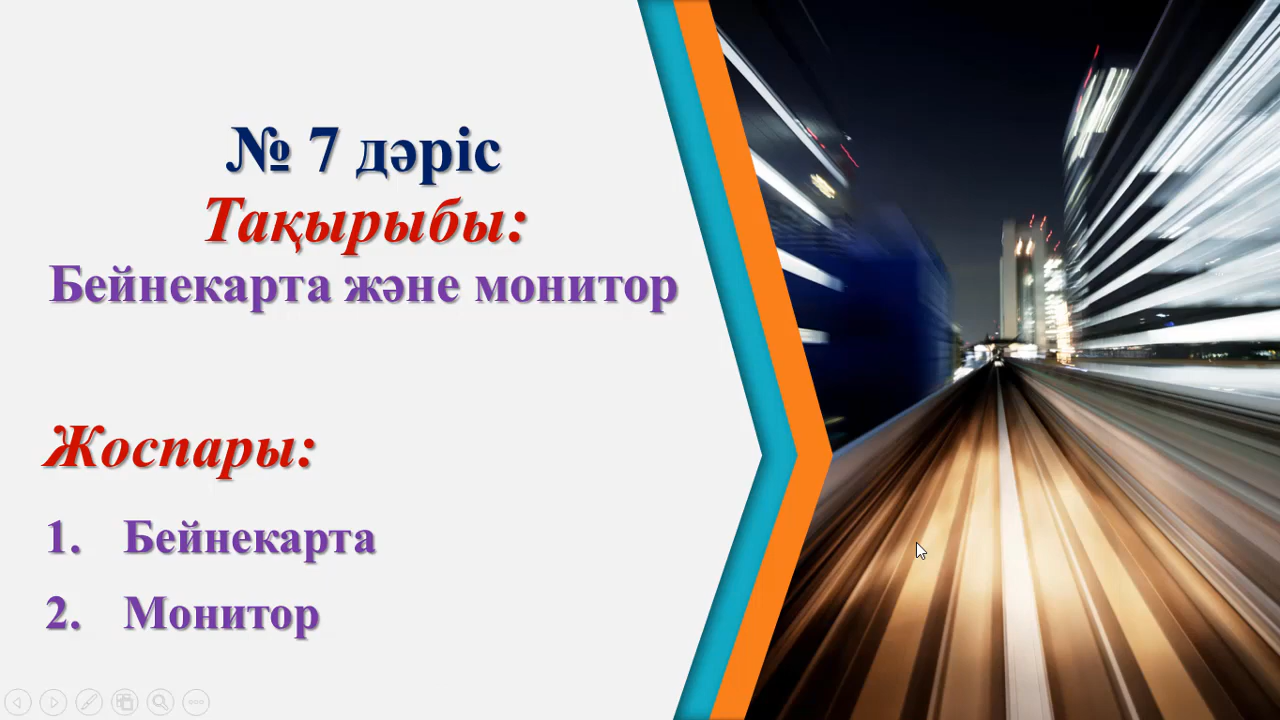 № 7 дәріс
Тақырыбы:
Бейнекарта және монитор
Жоспары:
1. Бейнекарта
2. Монитор